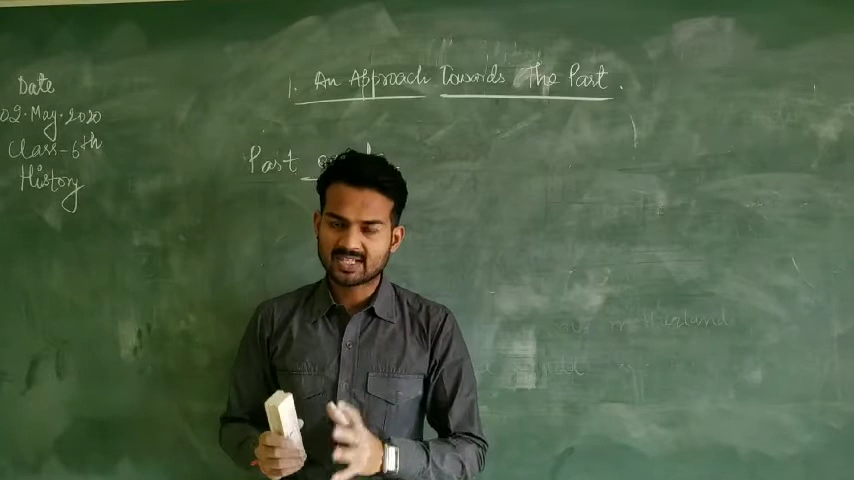 1. An Approach Towards The Past.
Date
02.May.2020
Class-6th
History
Past